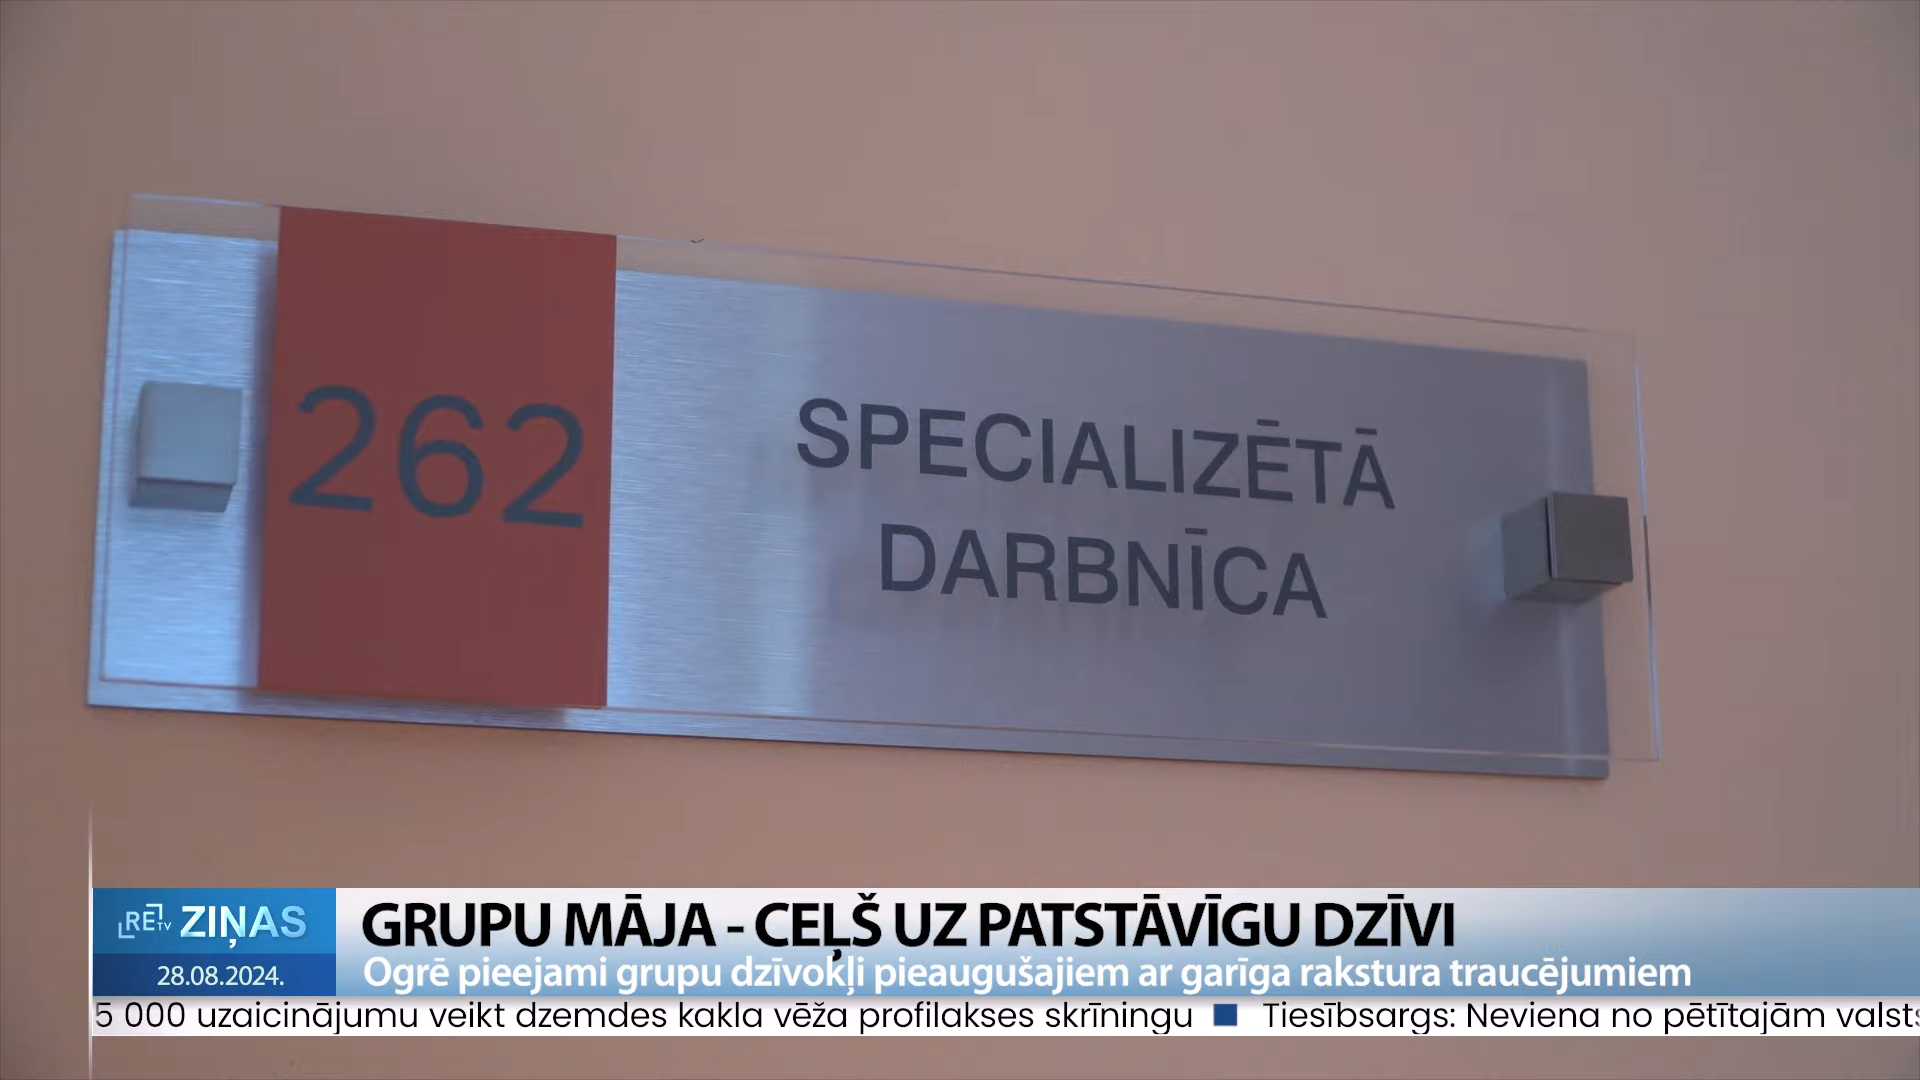 262
SPECIALIZĒTĀ
DARBNĪCA
RE TV ZIŅAS
28.08.2024.
GRUPU MĀJA - CEĻŠ UZ PATSTĀVĪGU DZĪVI
Ogrē pieejami grupu dzīvokļi pieaugušajiem ar garīga rakstura traucējumiem
5 000 uzaicinājumu veikt dzemdes kakla vēža profilakses skrīningu ■ Tiesībsargs: Neviena no pētītajām valsts